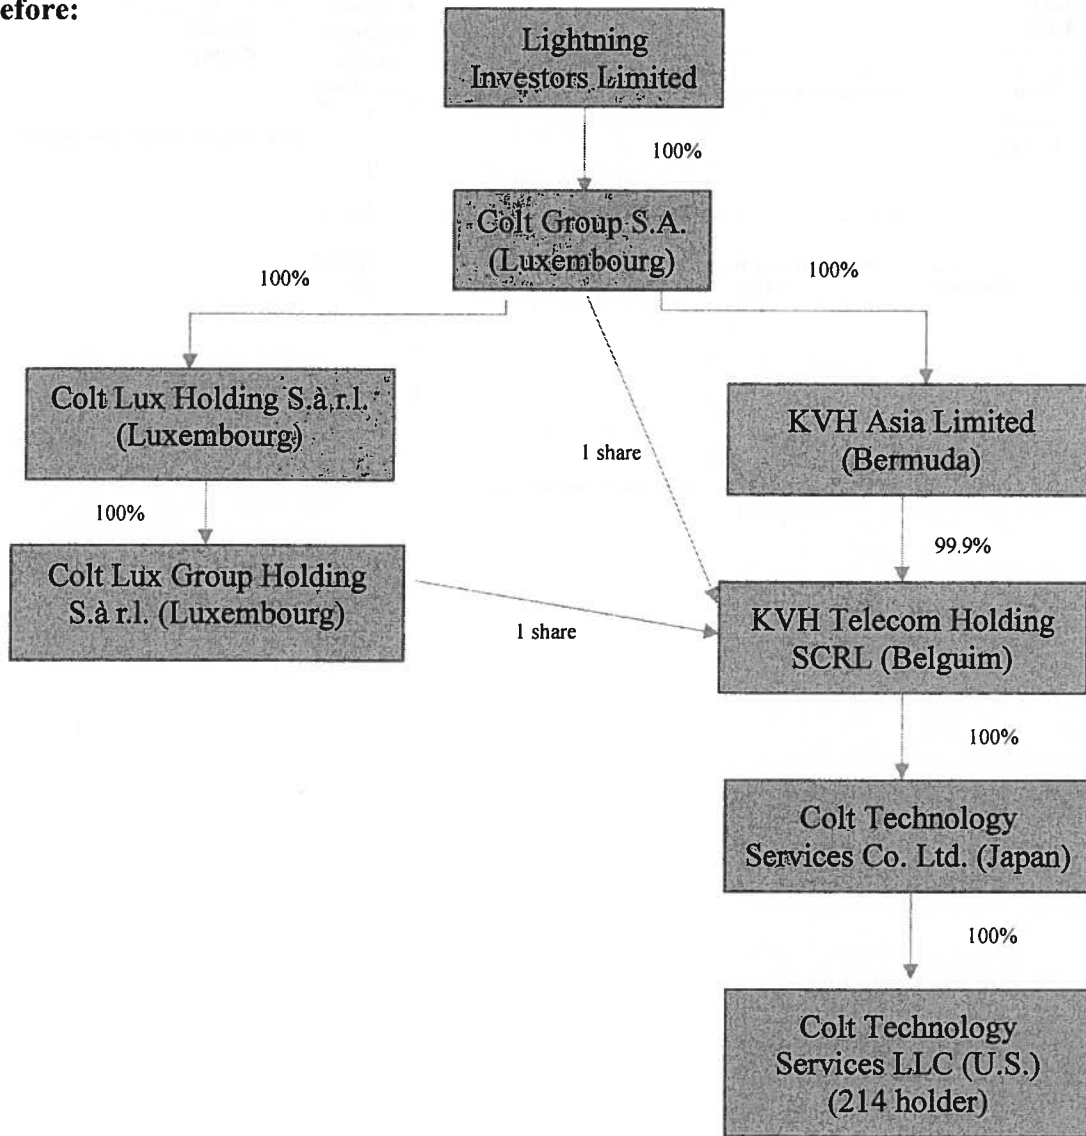 efore:
Lightning
Investors Limited
100%
Colt Group S.A.
(Luxembourg)
100%
100%
Colt Lux Holding S.à.r.l.
(Luxembourg)
KVH Asia Limited
(Bermuda)
1 share
100%
99.9%
Colt Lux Group Holding
S.à r.l. (Luxembourg)
1 share
KVH Telecom Holding
SCRL (Belguim)
100%
Colt Technology
Services Co. Ltd. (Japan)
100%
Colt Technology
Services LLC (U.S.)
(214 holder)